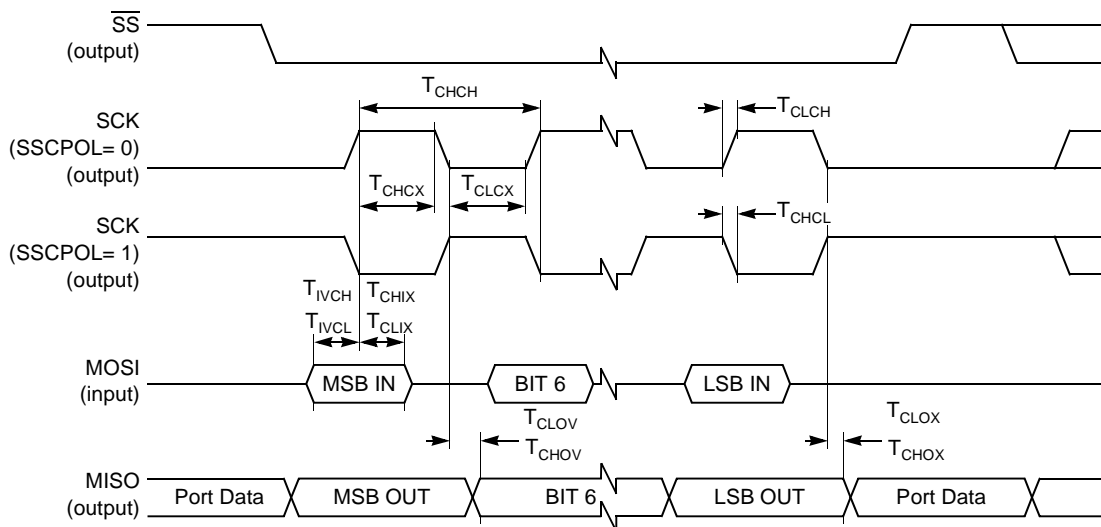 SS
(output)
T_CHCH
T_CLCH
SCK
(SSCPOL= 0)
(output)
T_CHCX
T_CLCX
T_CHCL
SCK
(SSCPOL= 1)
(output)
T_IVCH
T_CHIX
T_IVCL
T_CLIX
MOSI
(input)
MSB IN
BIT 6
LSB IN
T_CLOV
T_CLOX
T_CHOV
T_CHOX
MISO
(output)
Port Data
MSB OUT
BIT 6
LSB OUT
Port Data